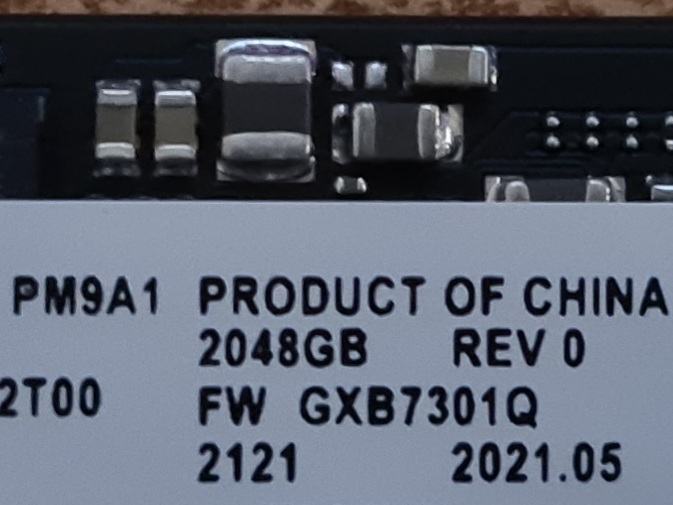 PM9A1 PRODUCT OF CHINA
2048GB REV 0
2T00 FW GXB7301Q
2121 2021.05